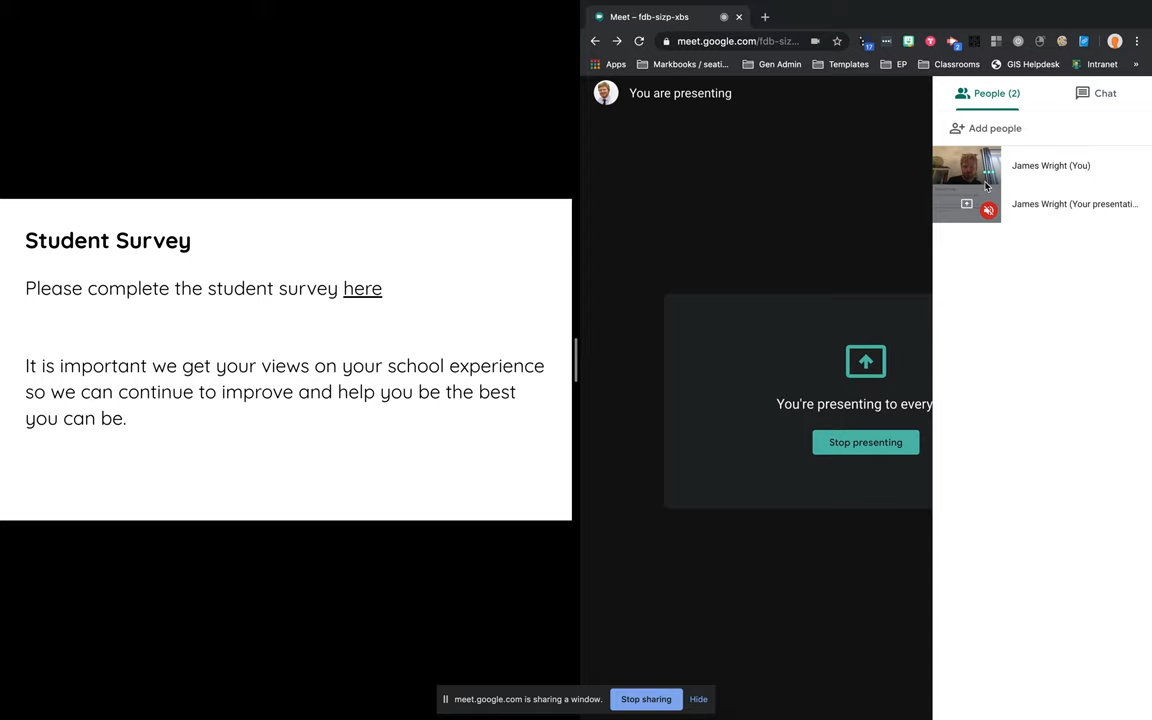 Meet – fdb-sizp-xbs
meet.google.com/fdb-siz...
17
2
Apps
Markbooks / seati...
Gen Admin
Templates
EP
Classrooms
GIS Helpdesk
Intranet
»
You are presenting
People (2)
Chat
Add people
James Wright (You)
James Wright (Your presentati...
Student Survey
Please complete the student survey here
It is important we get your views on your school experience
so we can continue to improve and help you be the best
you can be.
You're presenting to every
Stop presenting
meet.google.com is sharing a window.
Stop sharing
Hide